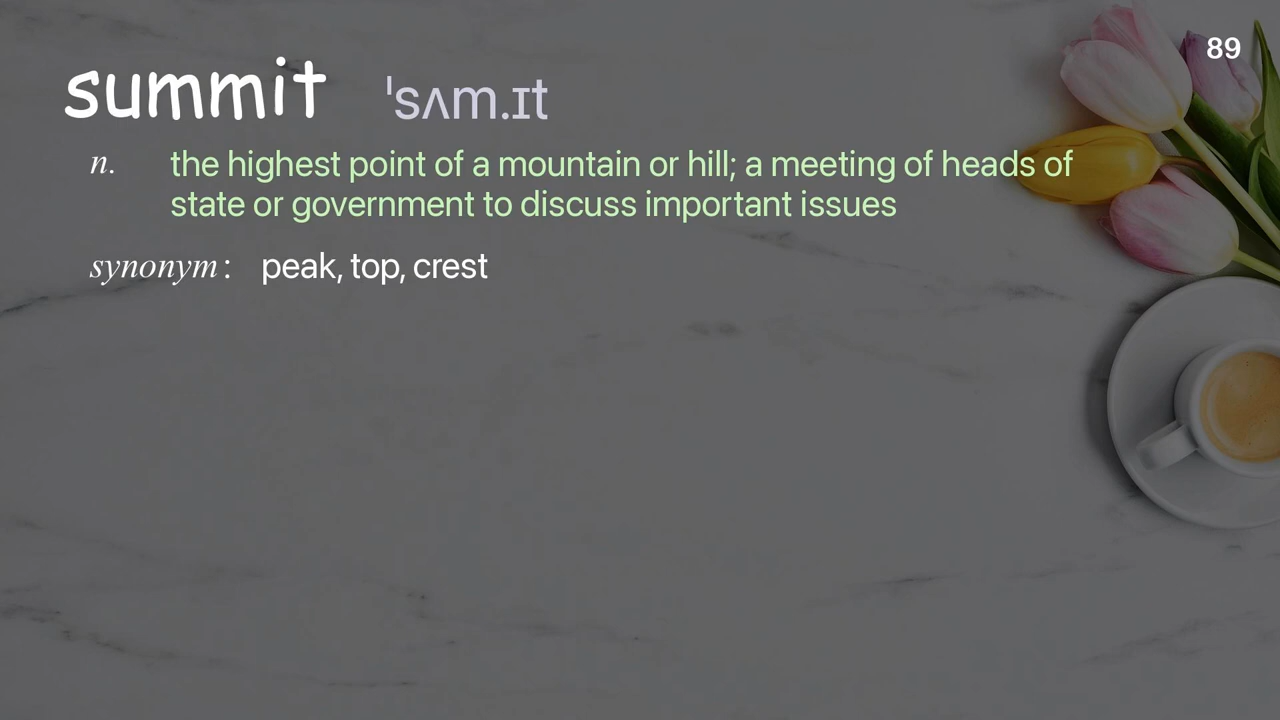 89
summit ˈsʌm.ɪt
n. the highest point of a mountain or hill; a meeting of heads of
state or government to discuss important issues
synonym: peak, top, crest